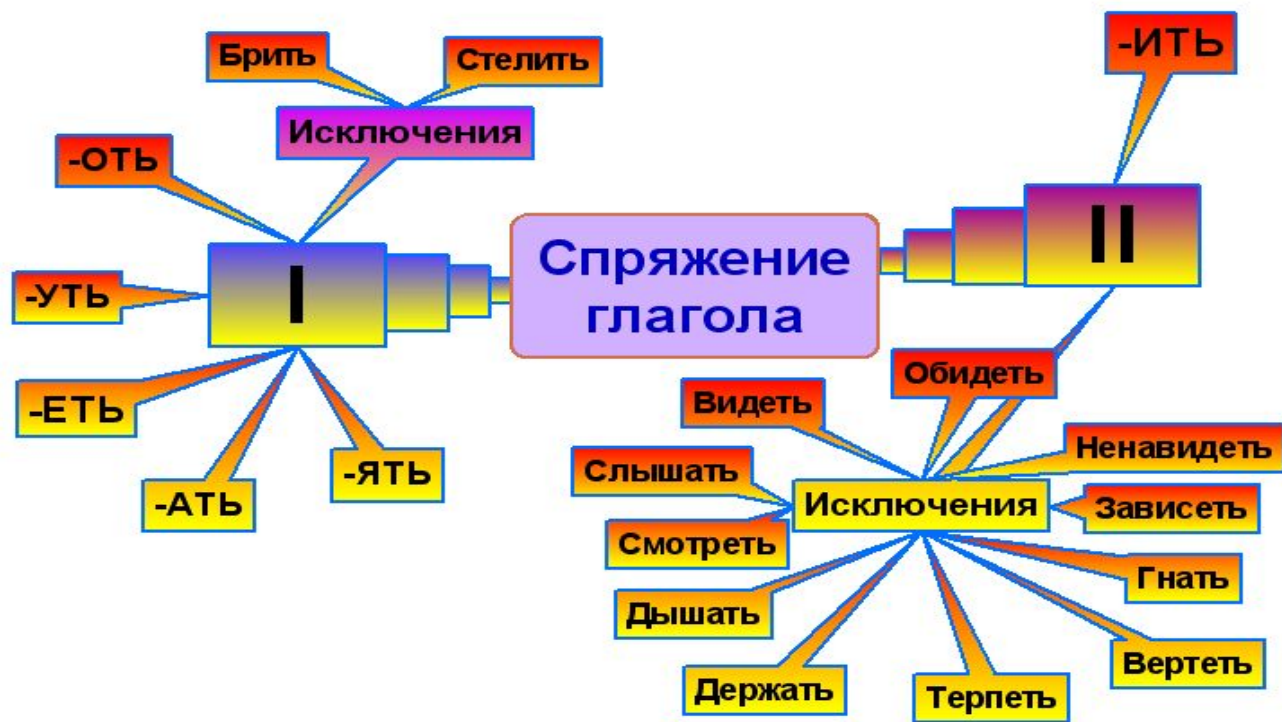 Брить
Стелить
Исключения
-ОТЬ
-УТЬ
I
-ЕТЬ
-АТЬ
-ЯТЬ
Спряжение
глагола
-ИТЬ
II
Обидеть
Видеть
Ненавидеть
Слышать
Исключения
Зависеть
Смотреть
Гнать
Дышать
Вертеть
Держать
Терпеть